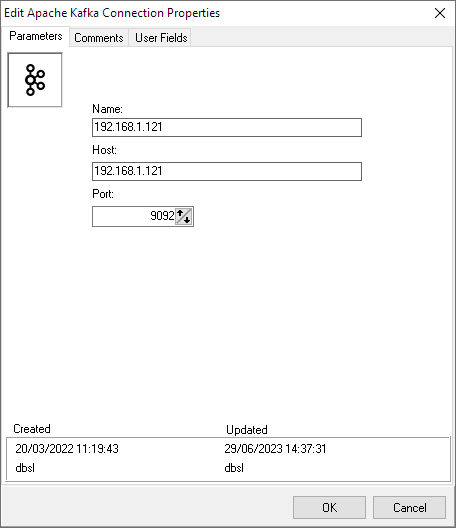 Edit Apache Kafka Connection Properties
Parameters Comments User Fields
Name:
192.168.1.121
Host:
192.168.1.121
Port:
9092
Created Updated
20/03/2022 11:19:43 29/06/2023 14:37:31
dbsl dbsl
OK Cancel